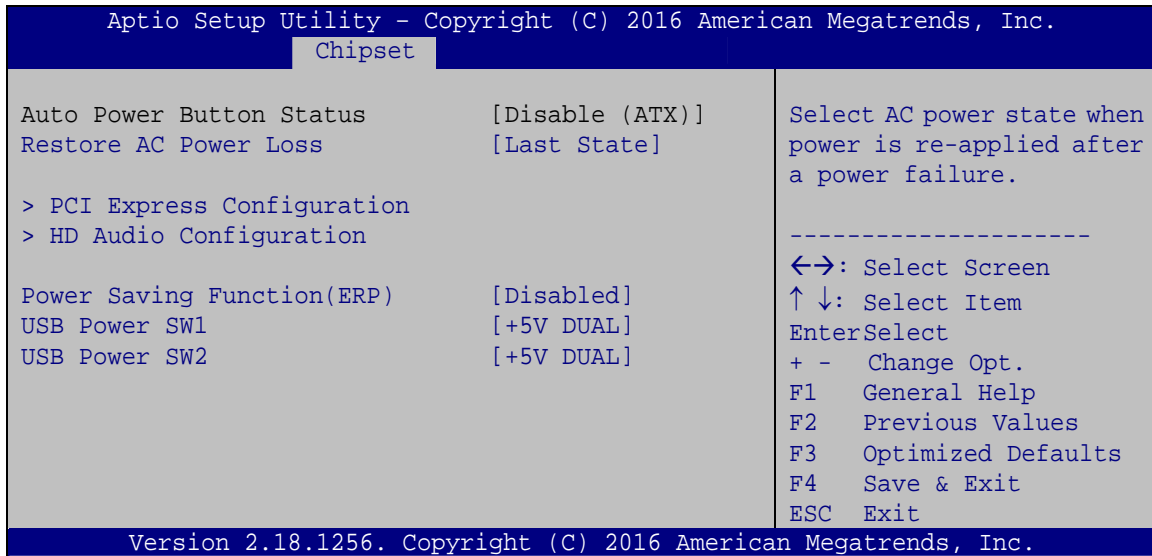 Aptio Setup Utility – Copyright (C) 2016 American Megatrends, Inc.
Chipset
Auto Power Button Status [Disable (ATX)]
Restore AC Power Loss [Last State]
> PCI Express Configuration
> HD Audio Configuration
Power Saving Function(ERP) [Disabled]
USB Power SW1 [+5V DUAL]
USB Power SW2 [+5V DUAL]
Select AC power state when
power is re-applied after
a power failure.
---------------------
←→: Select Screen
↑ ↓: Select Item
EnterSelect
+ - Change Opt.
F1 General Help
F2 Previous Values
F3 Optimized Defaults
F4 Save & Exit
ESC Exit
Version 2.18.1256. Copyright (C) 2016 American Megatrends, Inc.